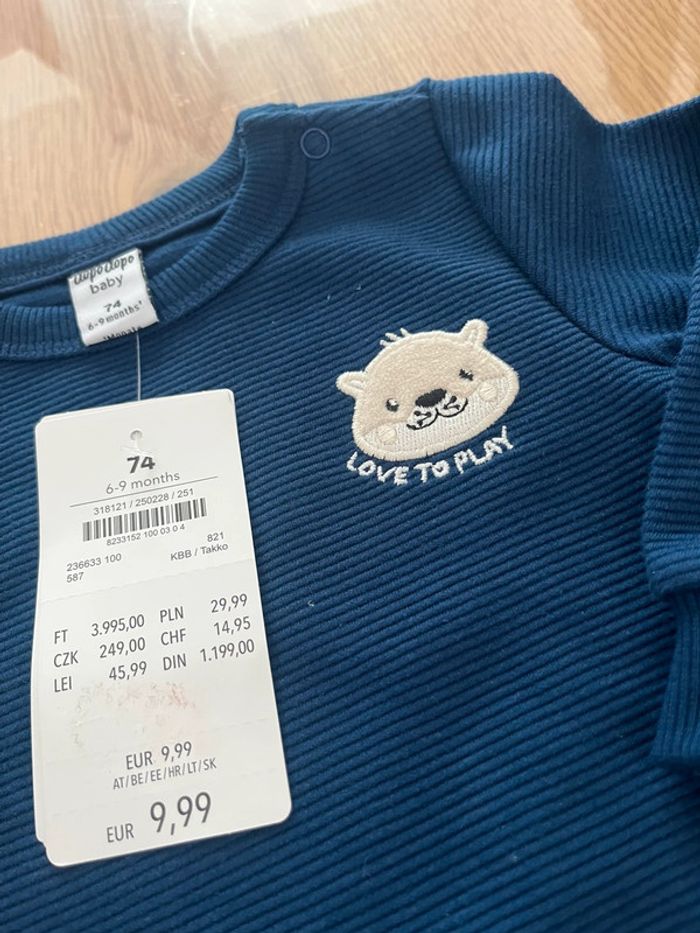 baby
74
6-9 months
LOVE TO PLAY
74
6-9 months
318121 / 250228 / 251
8233152 100 03 0 4
236633 100 821
587 KBB / Takko
FT 3.995,00 PLN 29,99
CZK 249,00 CHF 14,95
LEI 45,99 DIN 1.199,00
EUR 9,99
AT/BE/EE/HR/LT/SK
EUR 9,99